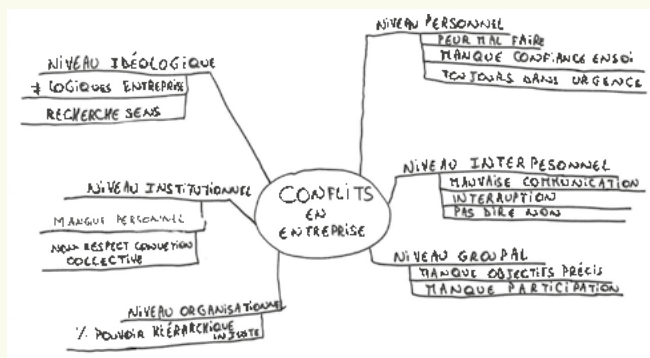 NIVEAU PERSONNEL
PEUR MAL FAIRE
MANQUE CONFIANCE EN SOI
TOUJOURS DANS URGENCE
NIVEAU IDÉOLOGIQUE
≠ LOGIQUES ENTREPRISE
RECHERCHE SENS
NIVEAU INTERPESONNEL
MAUVAISE COMMUNICATION
INTERRUPTION
PAS DIRE NON
NIVEAU INSTITUTIONNEL
MANQUE PERSONNEL
NON RESPECT CONVETION
COLLECTIVE
CONFLITS
EN
ENTREPRISE
NIVEAU GROUPAL
MANQUE OBJECTIFS PRÉCIS
MANQUE PARTICIPATION
NIVEAU ORGANISATIONNEL
% POUVOIR HIÉRARCHIQUE
INJUSTE